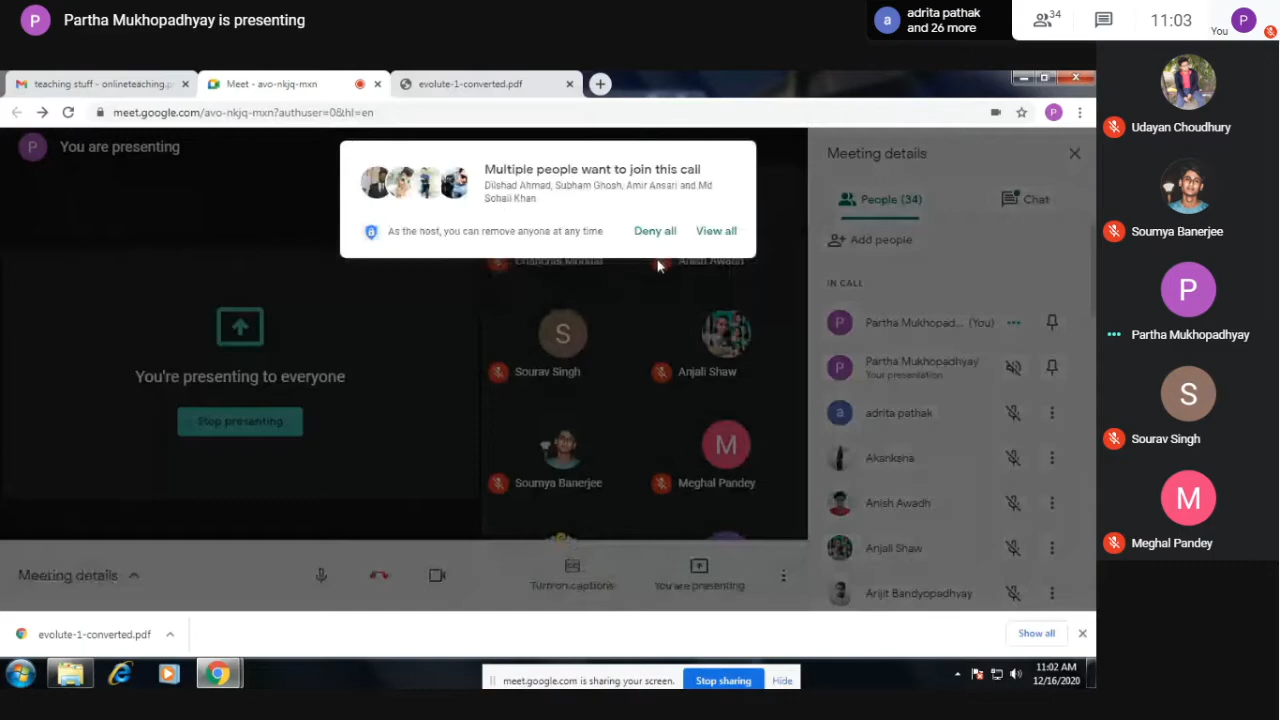 P
Partha Mukhopadhyay is presenting
a
adrita pathak
and 26 more
34
11:03
You
P
teaching stuff - onlineteaching.p
Meet - avo-nkjq-mxn
evolute-1-converted.pdf
meet.google.com/avo-nkjq-mxn?authuser=0&hl=en
P
P
You are presenting
Multiple people want to join this call
Dilshad Ahmad, Subham Ghosh, Amir Ansari and Md
Sohail Khan
As the host, you can remove anyone at any time
Deny all
View all
Meeting details
People (34)
Chat
Add people
IN CALL
P
Partha Mukhopad... (You)
P
Partha Mukhopadhyay
Your presentation
a
adrita pathak
Akanksha
Anish Awadh
Anjali Shaw
Arijit Bandyopadhyay
You're presenting to everyone
Stop presenting
Anish Awadh
S
Sourav Singh
Anjali Shaw
Soumya Banerjee
M
Meghal Pandey
Meeting details
Turn on captions
You are presenting
evolute-1-converted.pdf
Show all
meet.google.com is sharing your screen.
Stop sharing
Hide
11:02 AM
12/16/2020
Udayan Choudhury
Soumya Banerjee
P
Partha Mukhopadhyay
S
Sourav Singh
M
Meghal Pandey